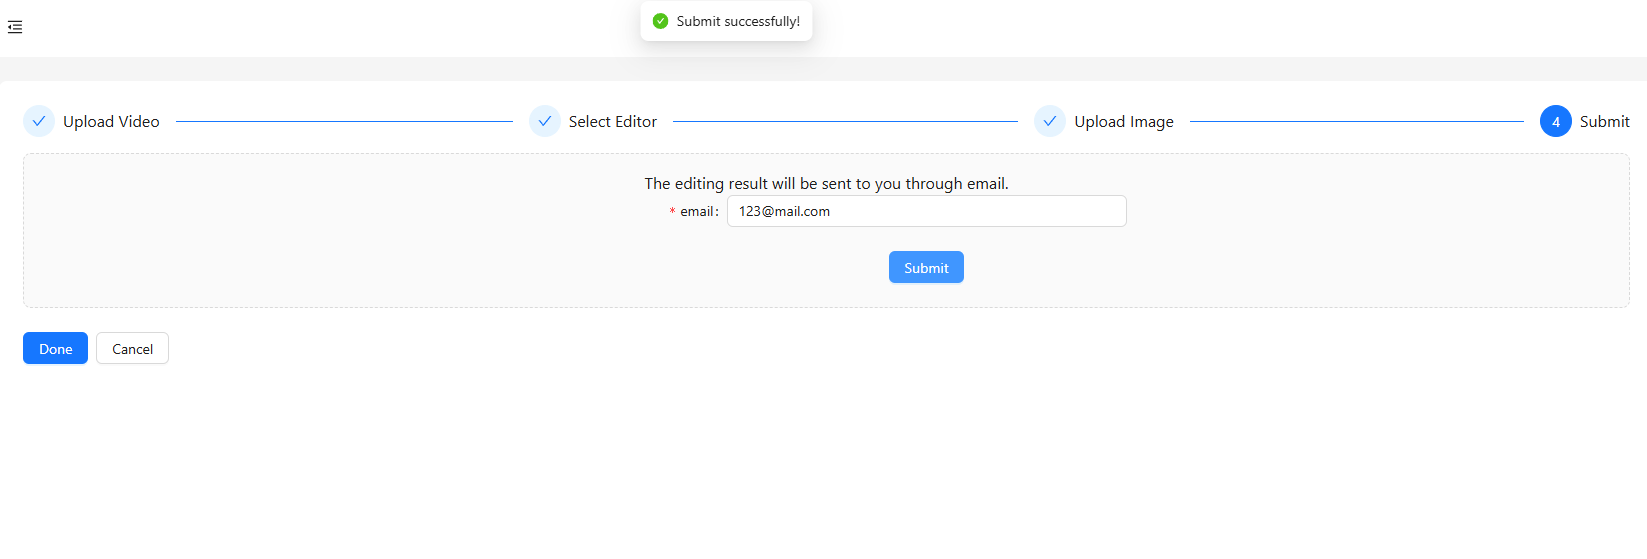 Submit successfully!
Upload Video
Select Editor
Upload Image
4 Submit
The editing result will be sent to you through email.
* email: 123@mail.com
Submit
Done Cancel